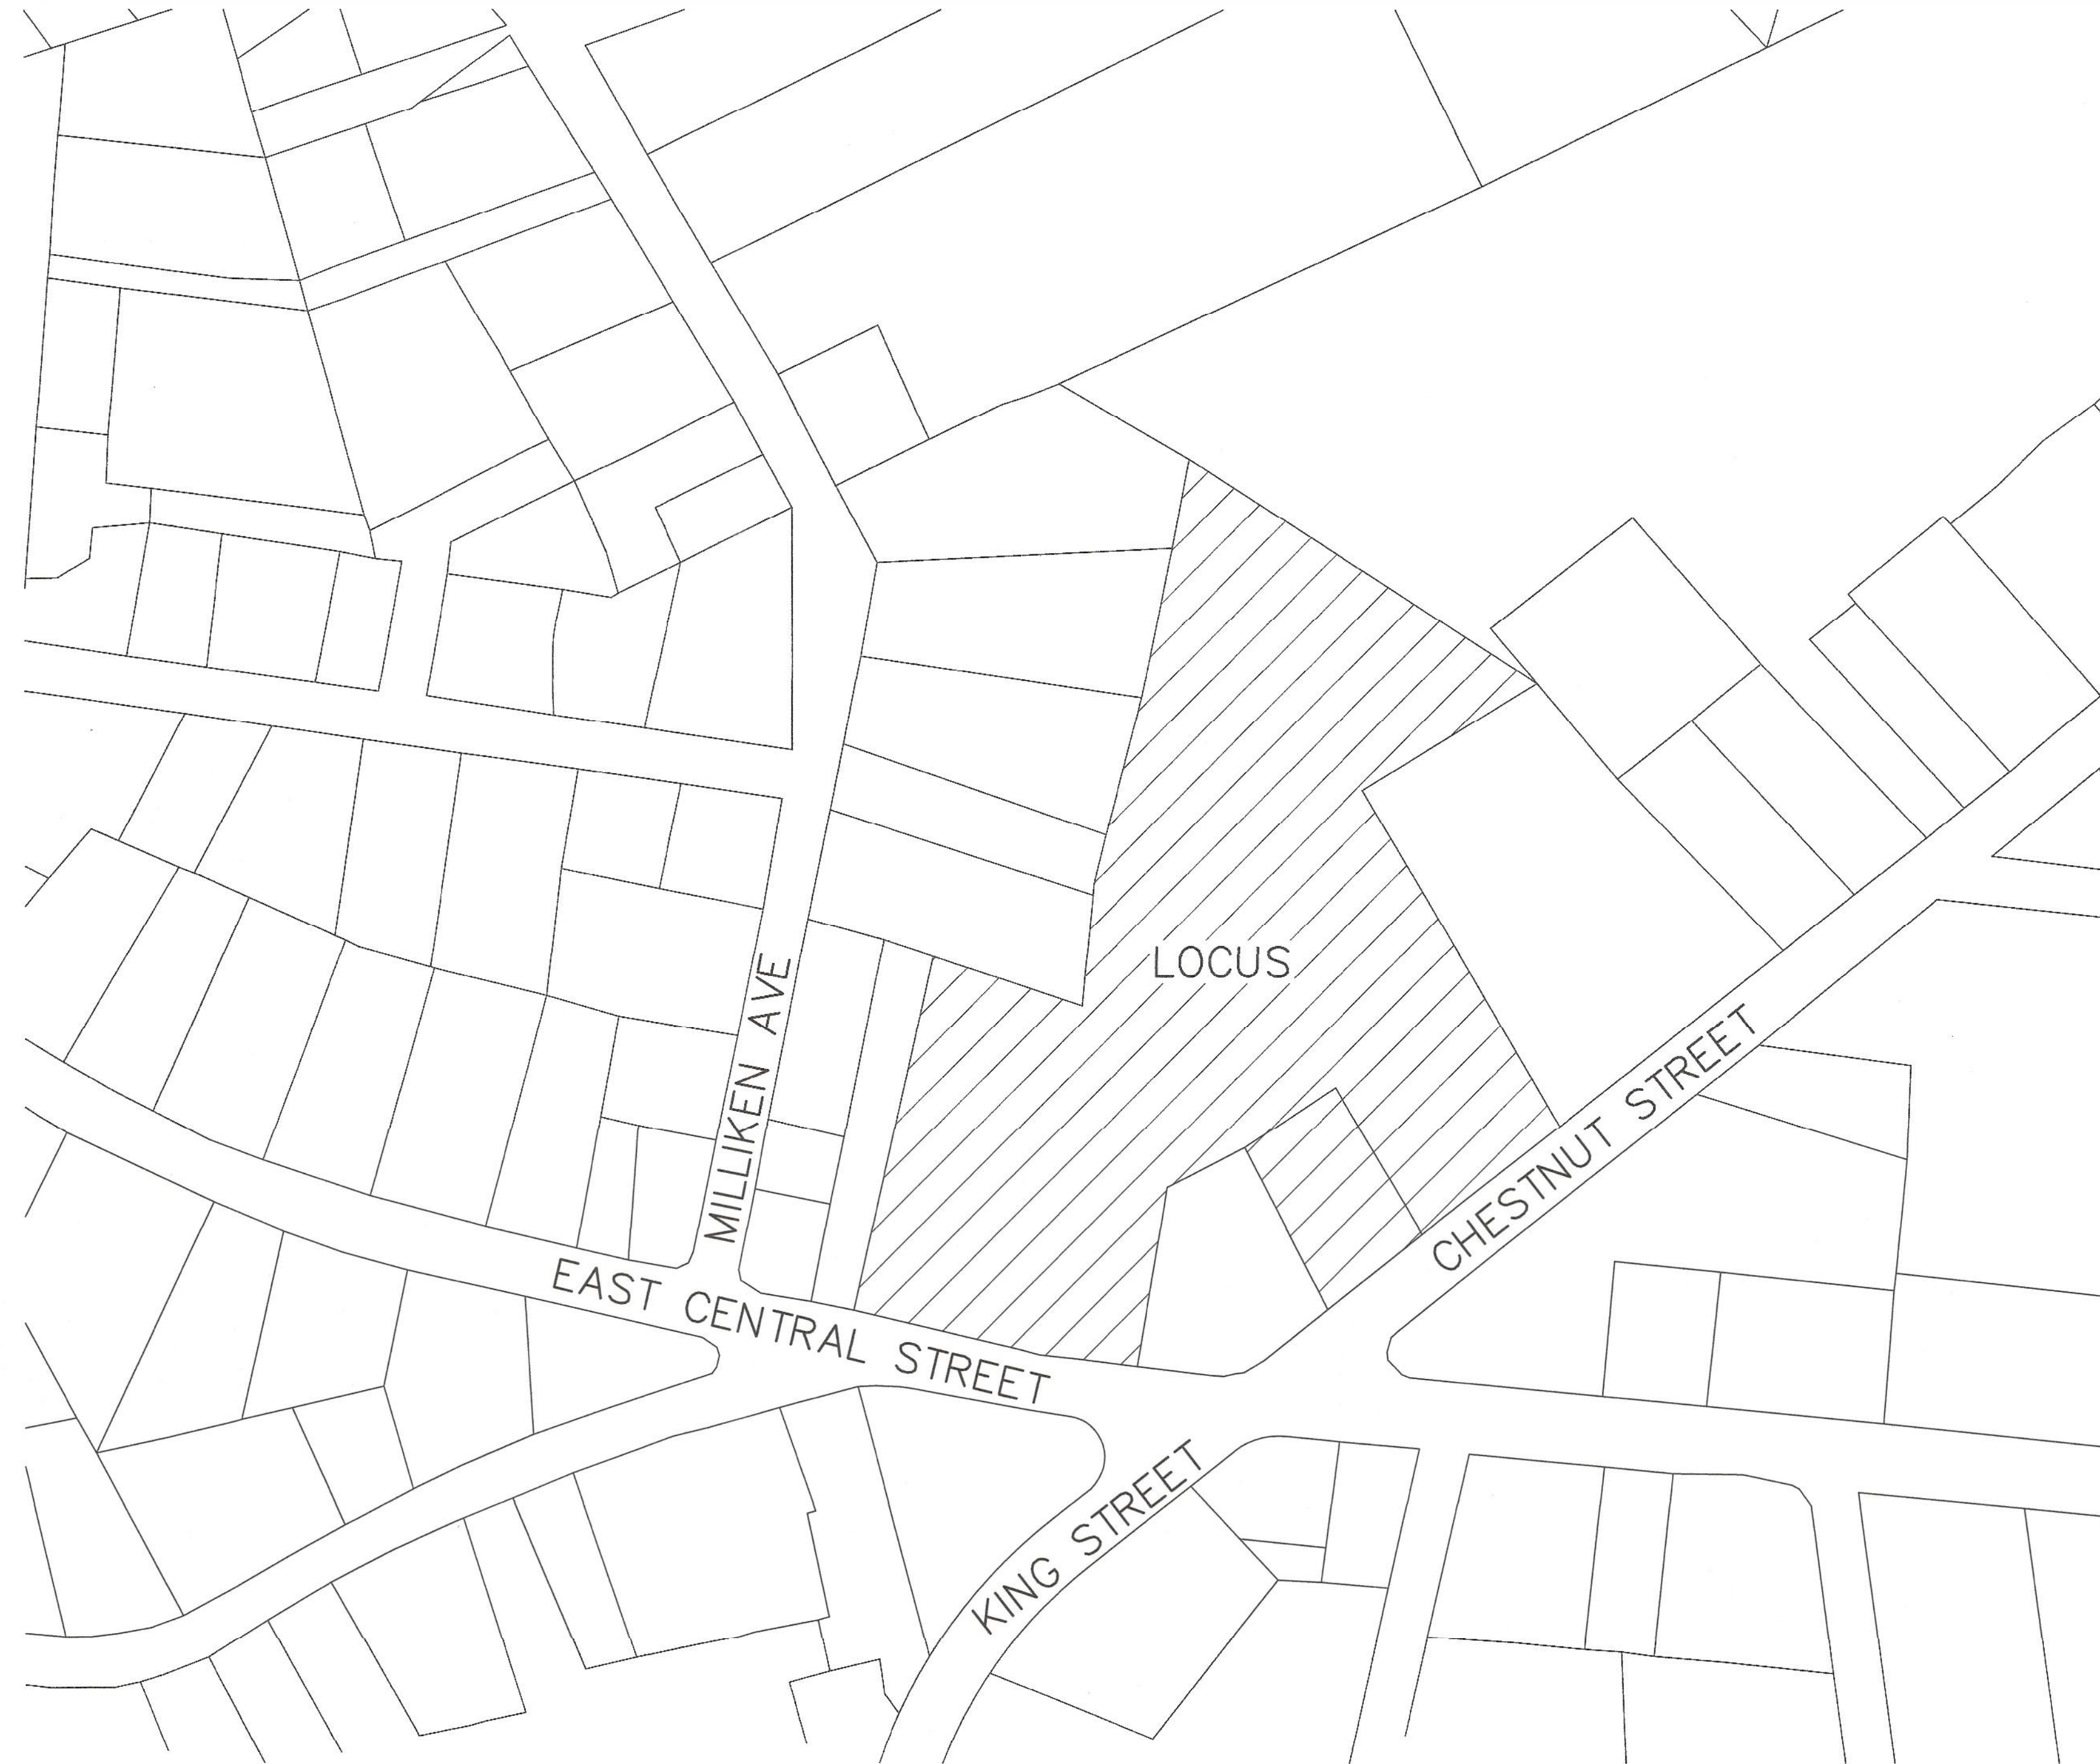 LOCUS
MILLIKEN AVE
CHESTNUT STREET
EAST CENTRAL STREET
KING STREET